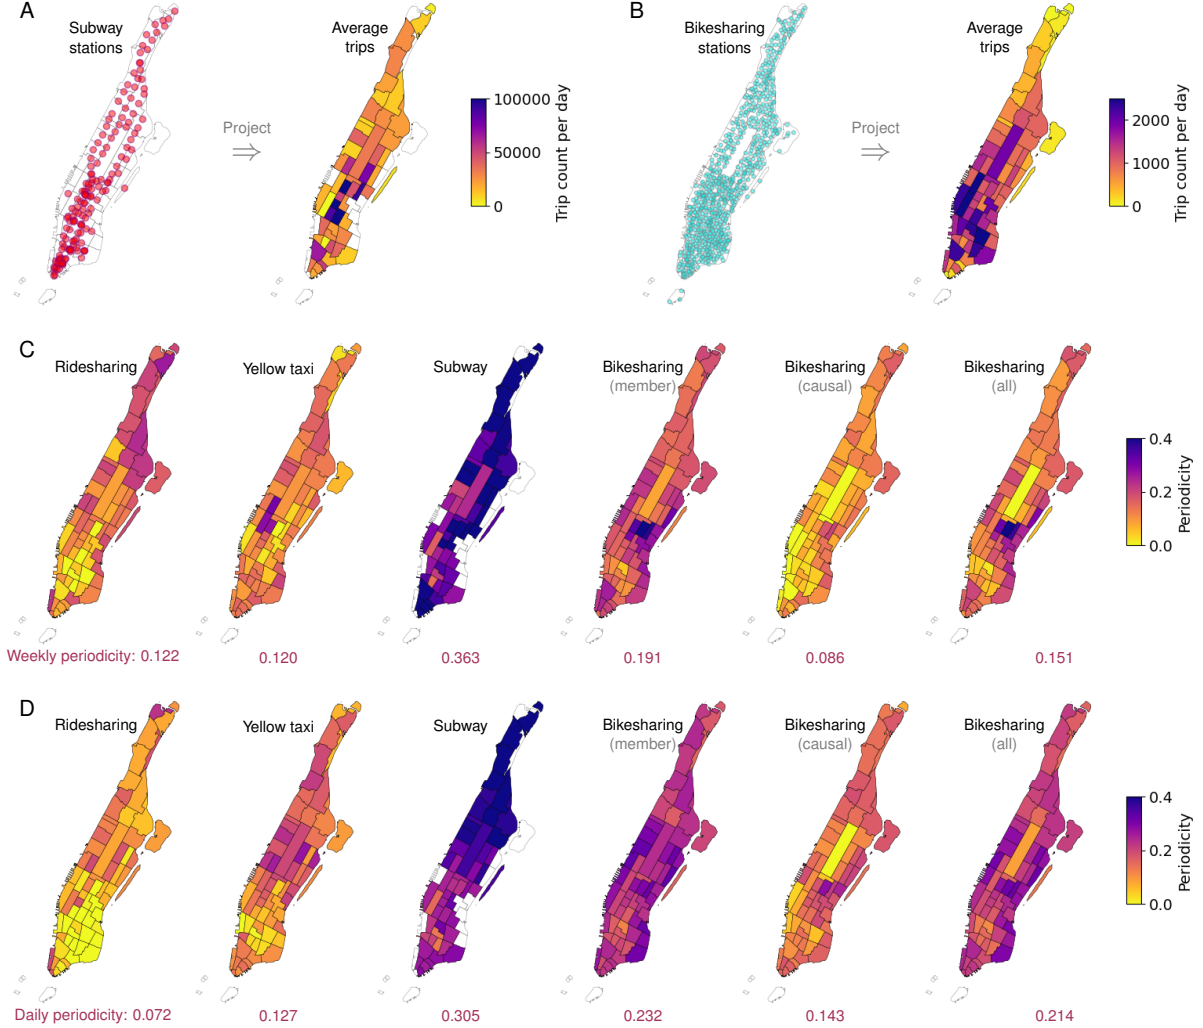 A
Subway
stations
Project
⇒
Average
trips
100000
50000
0
Trip count per day
B
Bikesharing
stations
Project
⇒
Average
trips
2000
1000
0
Trip count per day
C
Ridesharing
Yellow taxi
Subway
Bikesharing
(member)
Bikesharing
(causal)
Bikesharing
(all)
0.4
0.2
0.0
Periodicity
Weekly periodicity: 0.122
0.120
0.363
0.191
0.086
0.151
D
Ridesharing
Yellow taxi
Subway
Bikesharing
(member)
Bikesharing
(causal)
Bikesharing
(all)
0.4
0.2
0.0
Periodicity
Daily periodicity: 0.072
0.127
0.305
0.232
0.143
0.214